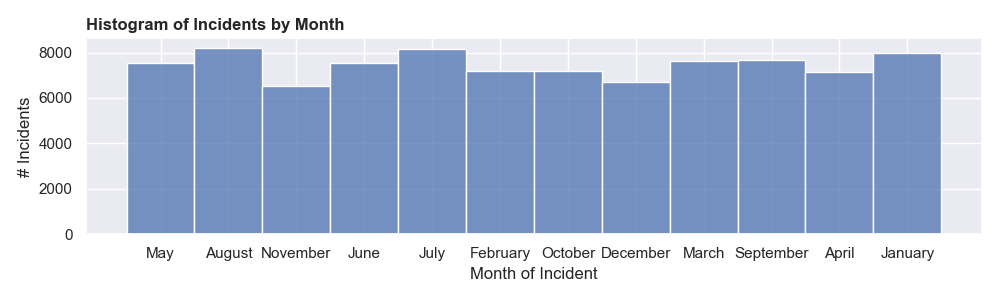 Histogram of Incidents by Month
# Incidents
8000
6000
4000
2000
0
May August November June July February October December March September April January
Month of Incident